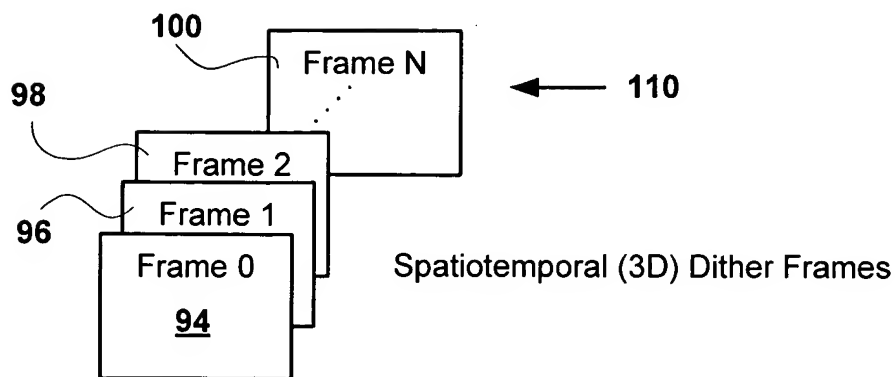 100
Frame N
110
98
Frame 2
Frame 1
96
Frame 0
Spatiotemporal (3D) Dither Frames
94